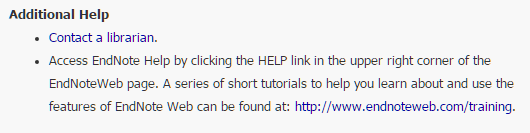 Additional Help
• Contact a librarian.
• Access EndNote Help by clicking the HELP link in the upper right corner of the
EndNoteWeb page. A series of short tutorials to help you learn about and use the
features of EndNote Web can be found at: http://www.endnoteweb.com/training.